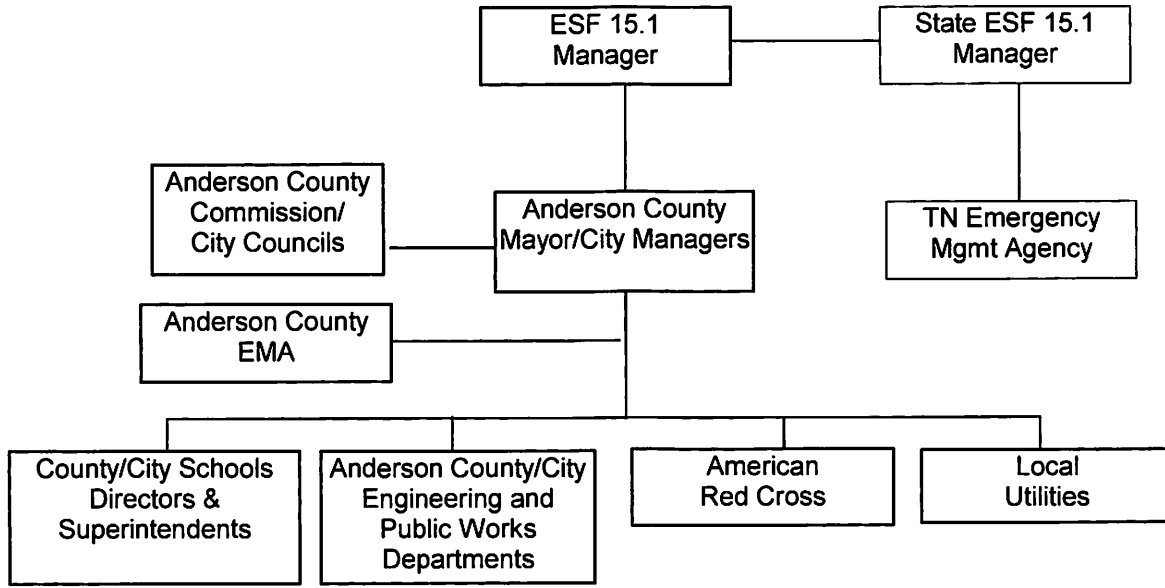 ESF 15.1
Manager
State ESF 15.1
Manager
Anderson County
Commission/
City Councils
Anderson County
Mayor/City Managers
TN Emergency
Mgmt Agency
Anderson County
EMA
County/City Schools
Directors &
Superintendents
Anderson County/City
Engineering and
Public Works
Departments
American
Red Cross
Local
Utilities